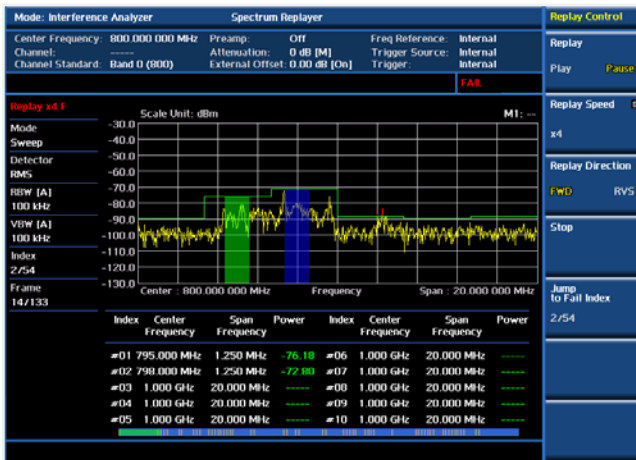 Mode: Interference Analyzer Spectrum Replayer
Center Frequency: 800.000 000 MHz Preamp: Off Freq Reference: Internal
Channel: ----- Attenuation: 0 dB [M] Trigger Source: Internal
Channel Standard: Band 0 (800) External Offset: 0.00 dB [On] Trigger: Internal
FAIL
Replay x4 F
Mode
Sweep
Detector
RMS
RBW [A]
100 kHz
VBW [A]
100 kHz
Index
2/54
Frame
14/133
Scale Unit: dBm M1: --
-30.0
-40.0
-50.0
-60.0
-70.0
-80.0
-90.0
-100.0
-110.0
-120.0
-130.0
Center : 800.000 000 MHz Frequency Span : 20.000 000 MHz
Index Center Frequency Span Frequency Power Index Center Frequency Span Frequency Power
#01 795.000 MHz 1.250 MHz -76.18 #06 1.000 GHz 20.000 MHz -----
#02 798.000 MHz 1.250 MHz -72.80 #07 1.000 GHz 20.000 MHz -----
#03 1.000 GHz 20.000 MHz ----- #08 1.000 GHz 20.000 MHz -----
#04 1.000 GHz 20.000 MHz ----- #09 1.000 GHz 20.000 MHz -----
#05 1.000 GHz 20.000 MHz ----- #10 1.000 GHz 20.000 MHz -----
Replay Control
Replay
Play Pause
Replay Speed
x4
Replay Direction
FWD RVS
Stop
Jump
to Fail Index
2/54